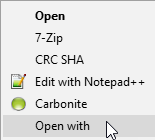 Open
7-Zip
CRC SHA
Edit with Notepad++
Carbonite
Open with